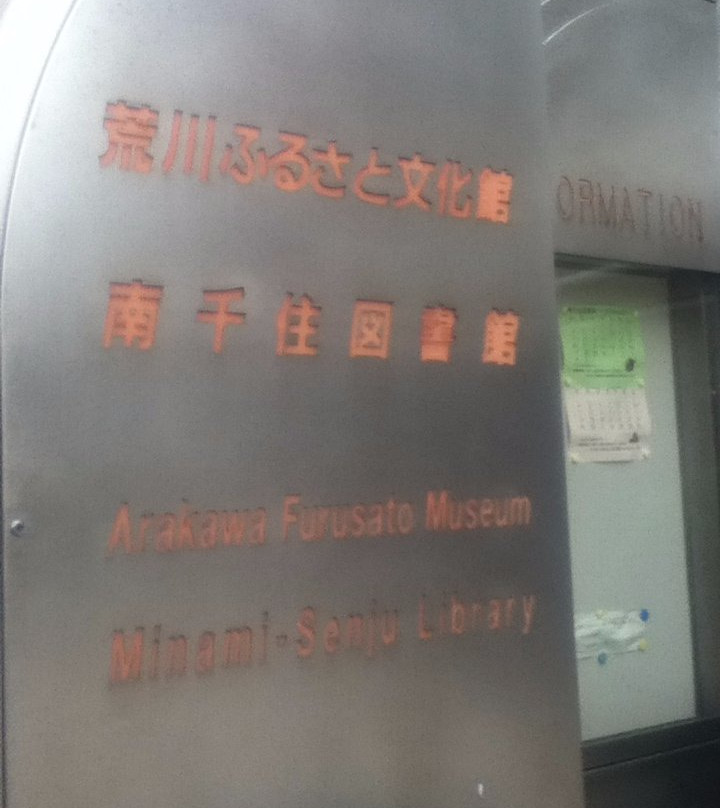 荒川ふるさと文化館
南千住図書館
Arakawa Furusato Museum
Minami-Senju Library
ORMATION